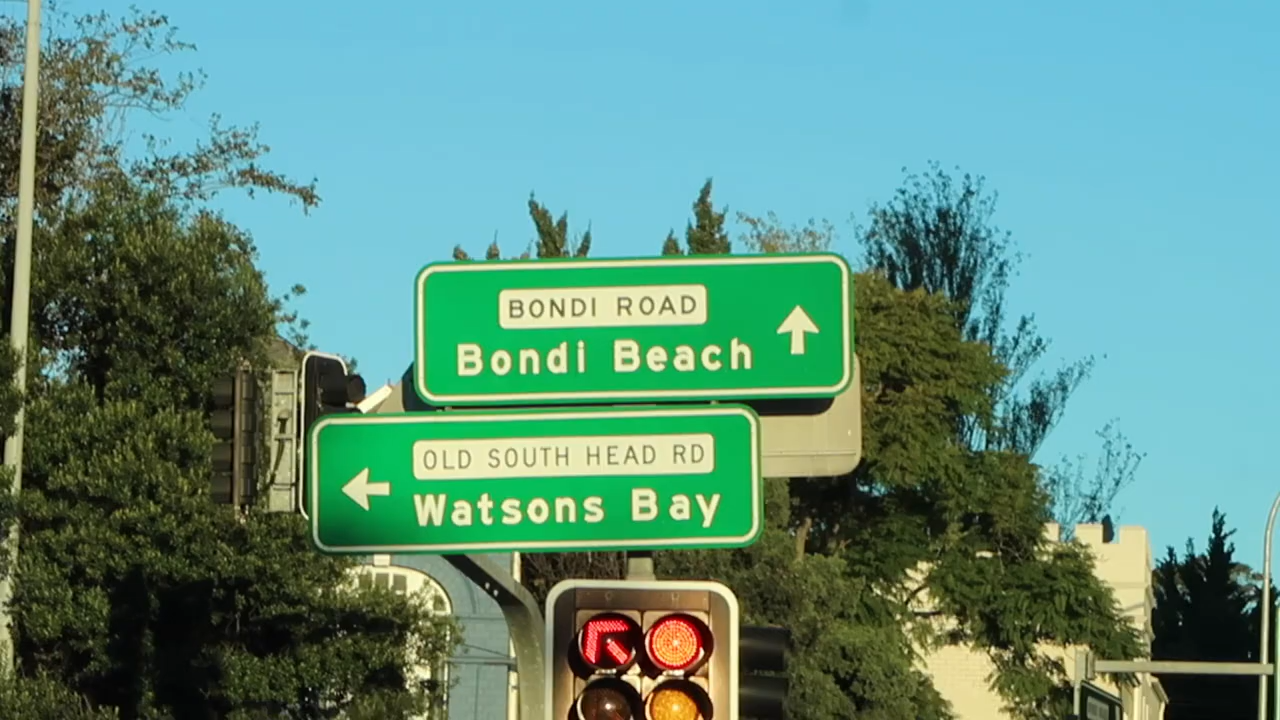 BONDI ROAD
Bondi Beach
OLD SOUTH HEAD RD
Watsons Bay